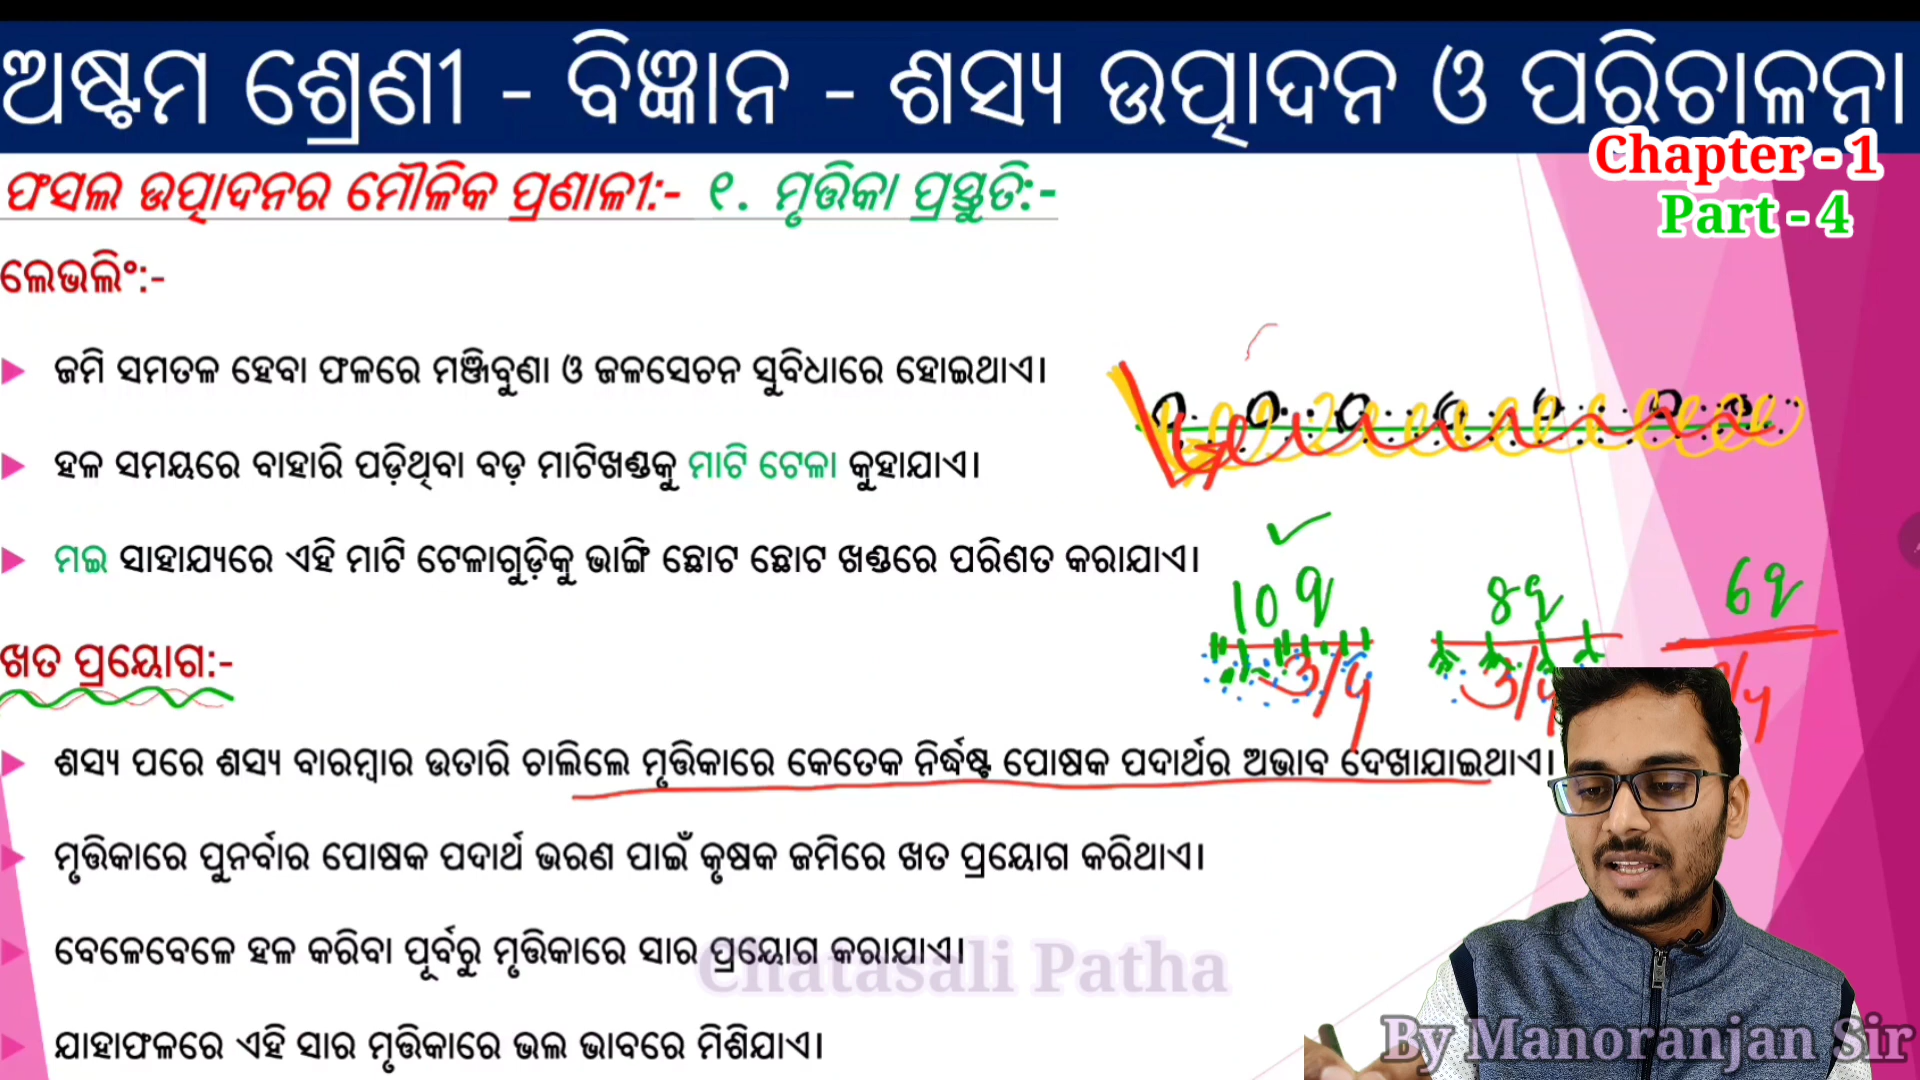 ଅଷ୍ଟମ ଶ୍ରେଣୀ - ବିଜ୍ଞାନ - ଶସ୍ୟ ଉତ୍ପାଦନ ଓ ପରିଚାଳନା
Chapter - 1
Part - 4
ଫସଲ ଉତ୍ପାଦନର ମୌଳିକ ପ୍ରଣାଳୀ:- ୧. ମୃତ୍ତିକା ପ୍ରସ୍ତୁତି:-
ଲେଭଲିଂ:-
ଜମି ସମତଳ ହେବା ଫଳରେ ମଞ୍ଜିବୁଣା ଓ ଜଳସେଚନ ସୁବିଧାରେ ହୋଇଥାଏ।
ହଳ ସମୟରେ ବାହାରି ପଡ଼ିଥିବା ବଡ଼ ମାଟିଖଣ୍ଡକୁ ମାଟି ଟେଳା କୁହାଯାଏ।
ମଇ ସାହାଯ୍ୟରେ ଏହି ମାଟି ଟେଳାଗୁଡ଼ିକୁ ଭାଙ୍ଗି ଛୋଟ ଛୋଟ ଖଣ୍ଡରେ ପରିଣତ କରାଯାଏ।
10 q 8q 6q
ଖତ ପ୍ରୟୋଗ:-
ଶସ୍ୟ ପରେ ଶସ୍ୟ ବାରମ୍ବାର ଉତାରି ଚାଲିଲେ ମୃତ୍ତିକାରେ କେତେକ ନିର୍ଦ୍ଧିଷ୍ଟ ପୋଷକ ପଦାର୍ଥର ଅଭାବ ଦେଖାଯାଇଥାଏ।
ମୃତ୍ତିକାରେ ପୁନର୍ବାର ପୋଷକ ପଦାର୍ଥ ଭରଣ ପାଇଁ କୃଷକ ଜମିରେ ଖତ ପ୍ରୟୋଗ କରିଥାଏ।
ବେଳେବେଳେ ହଳ କରିବା ପୂର୍ବରୁ ମୃତ୍ତିକାରେ ସାର ପ୍ରୟୋଗ କରାଯାଏ।
Chatasali Patha
ଯାହାଫଳରେ ଏହି ସାର ମୃତ୍ତିକାରେ ଭଲ ଭାବରେ ମିଶିଯାଏ।
By Manoranjan Sir